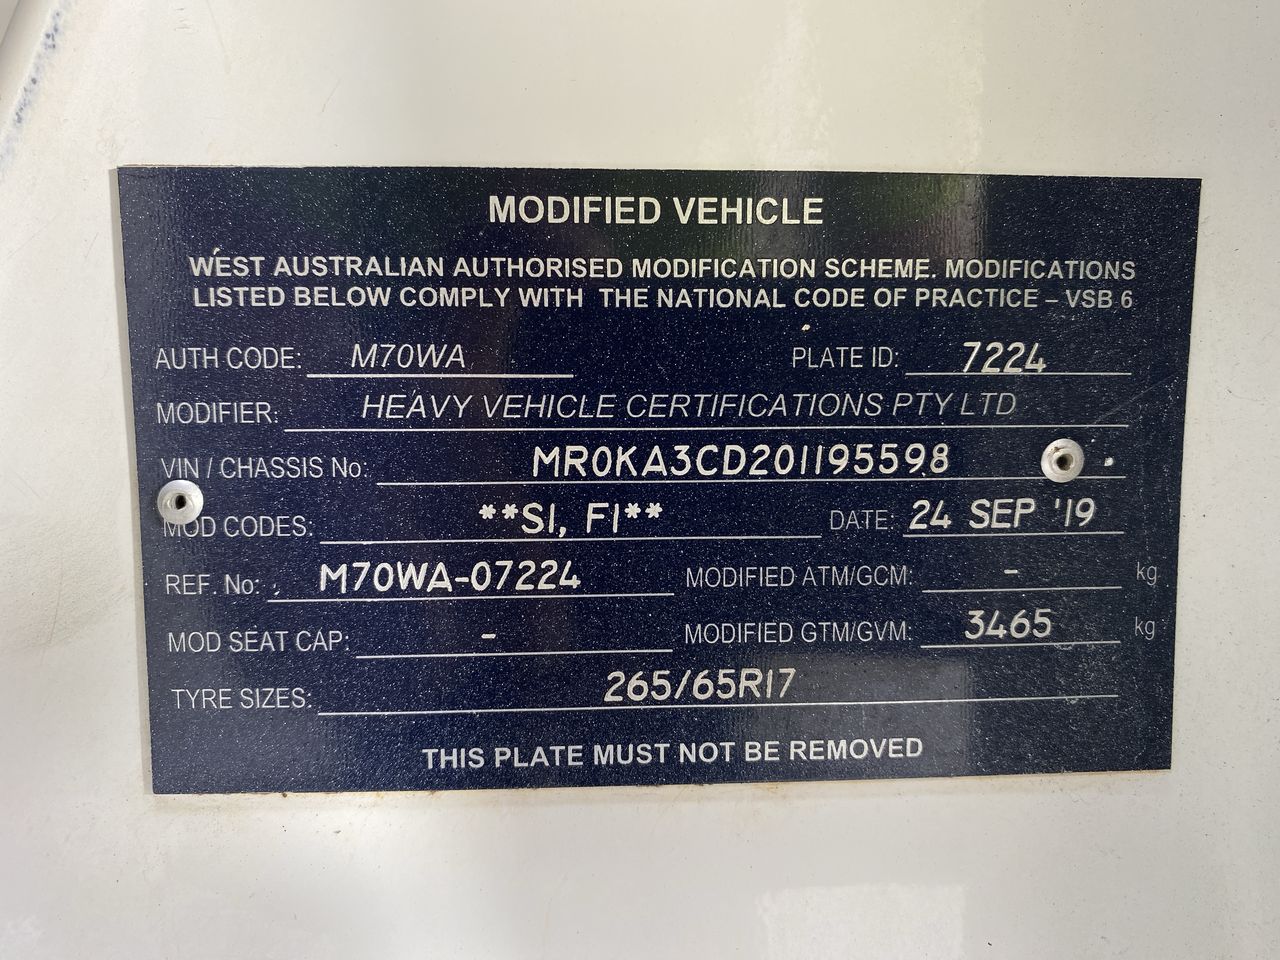 MODIFIED VEHICLE
WEST AUSTRALIAN AUTHORISED MODIFICATION SCHEME. MODIFICATIONS
LISTED BELOW COMPLY WITH THE NATIONAL CODE OF PRACTICE – VSB 6
AUTH CODE: M70WA PLATE ID: 7224
MODIFIER: HEAVY VEHICLE CERTIFICATIONS PTY LTD
VIN / CHASSIS No: MR0KA3CD201195598
MOD CODES: **S1, F1** DATE: 24 SEP '19
REF. No: M70WA-07224 MODIFIED ATM/GCM: - kg
MOD SEAT CAP: - MODIFIED GTM/GVM: 3465 kg
TYRE SIZES: 265/65R17
THIS PLATE MUST NOT BE REMOVED